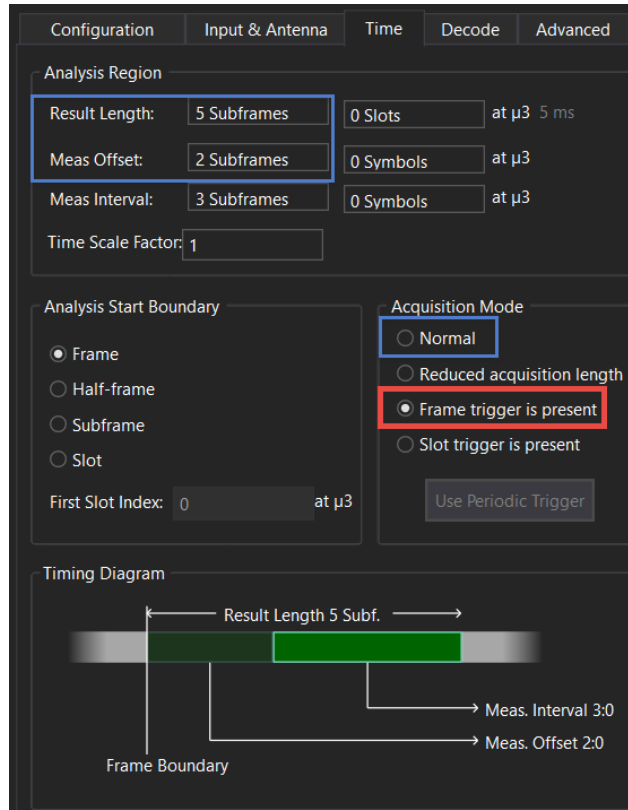 Configuration Input & Antenna Time Decode Advanced
Analysis Region
Result Length: 5 Subframes 0 Slots at µ3 5 ms
Meas Offset: 2 Subframes 0 Symbols at µ3
Meas Interval: 3 Subframes 0 Symbols at µ3
Time Scale Factor: 1
Analysis Start Boundary
Frame
Half-frame
Subframe
Slot
First Slot Index: 0 at µ3
Acquisition Mode
Normal
Reduced acquisition length
Frame trigger is present
Slot trigger is present
Use Periodic Trigger
Timing Diagram
Result Length 5 Subf.
Meas. Interval 3:0
Meas. Offset 2:0
Frame Boundary